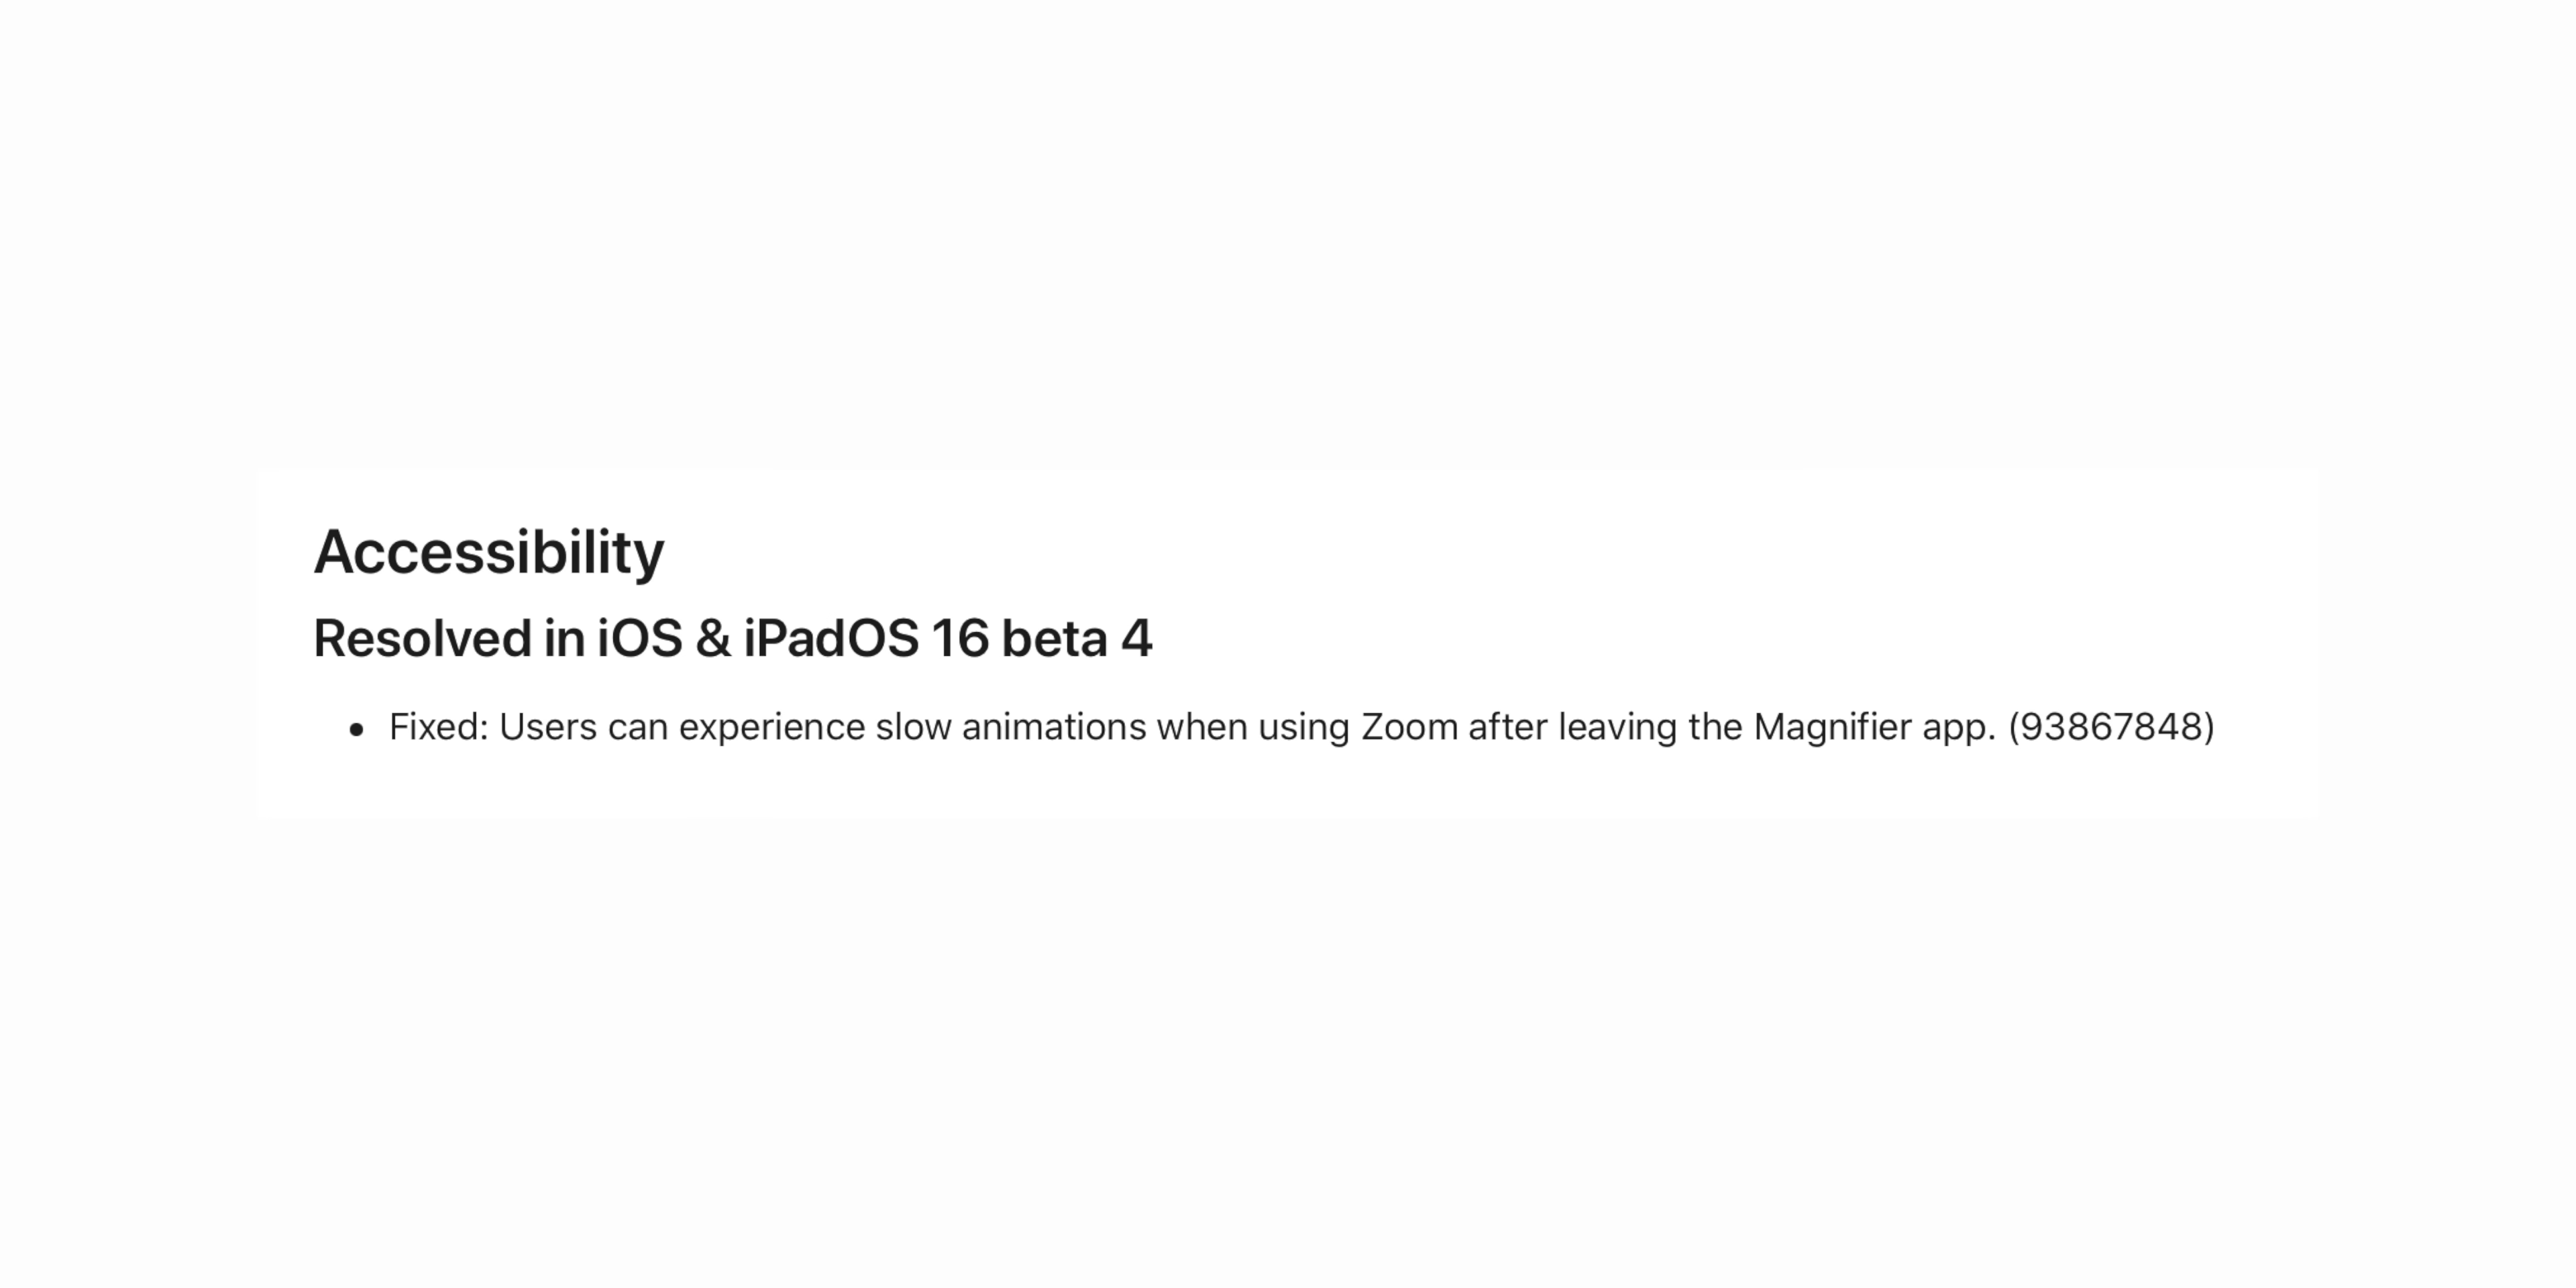 Accessibility
Resolved in iOS & iPadOS 16 beta 4
• Fixed: Users can experience slow animations when using Zoom after leaving the Magnifier app. (93867848)